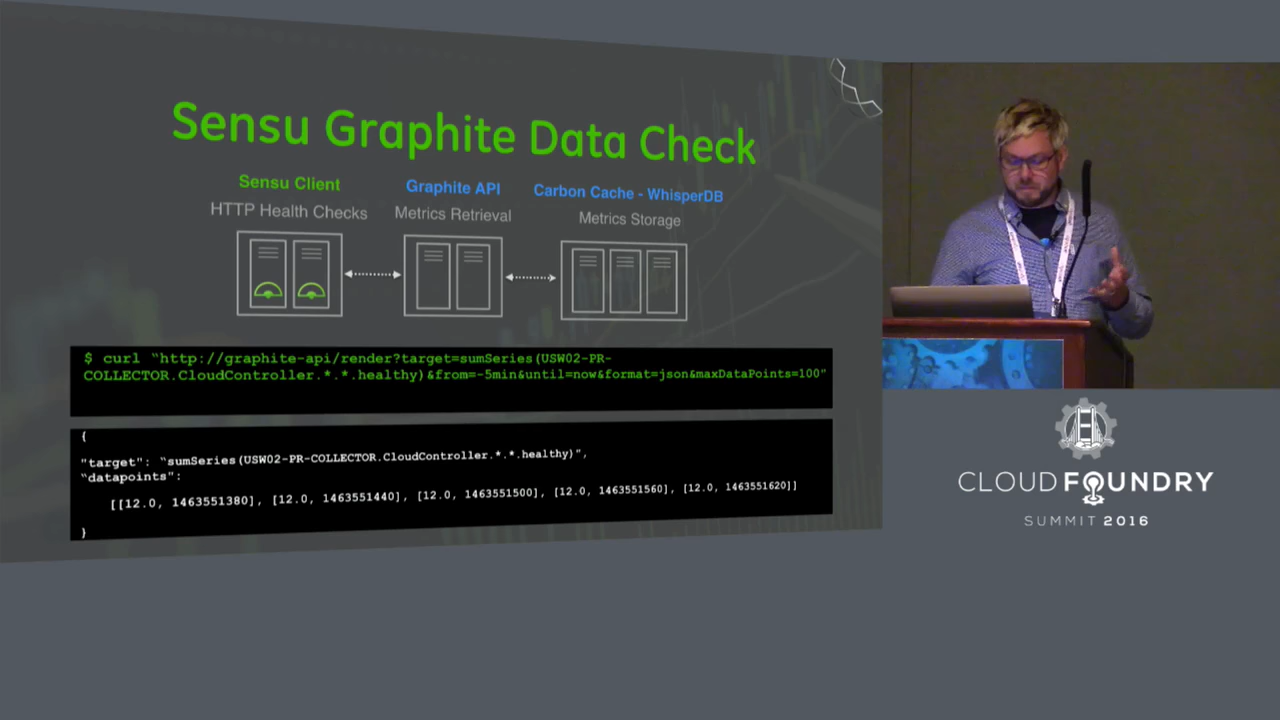 Sensu Graphite Data Check
Sensu Client
HTTP Health Checks
Graphite API
Metrics Retrieval
Carbon Cache - WhisperDB
Metrics Storage
$ curl “http://graphite-api/render?target=sumSeries(USW02-PR-
COLLECTOR.CloudController.*.*.healthy)&from=-5min&until=now&format=json&maxDataPoints=100”
{
"target": “sumSeries(USW02-PR-COLLECTOR.CloudController.*.*.healthy)”,
“datapoints”:
[[12.0, 1463551380], [12.0, 1463551440], [12.0, 1463551500], [12.0, 1463551560], [12.0, 1463551620]]
}
CLOUD FOUNDRY
SUMMIT 2016